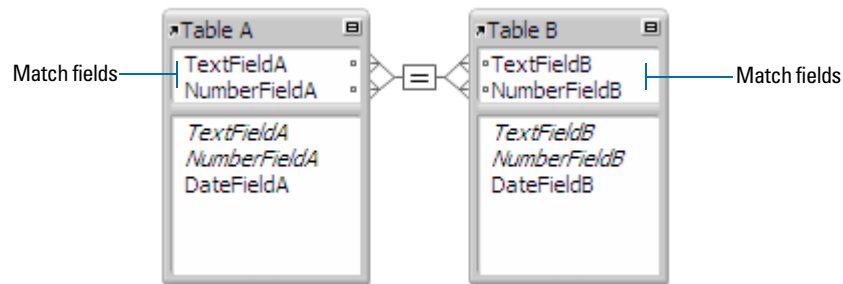 Table A
TextFieldA
NumberFieldA
TextFieldA
NumberFieldA
DateFieldA
Match fields
=
Table B
TextFieldB
NumberFieldB
TextFieldB
NumberFieldB
DateFieldB
Match fields